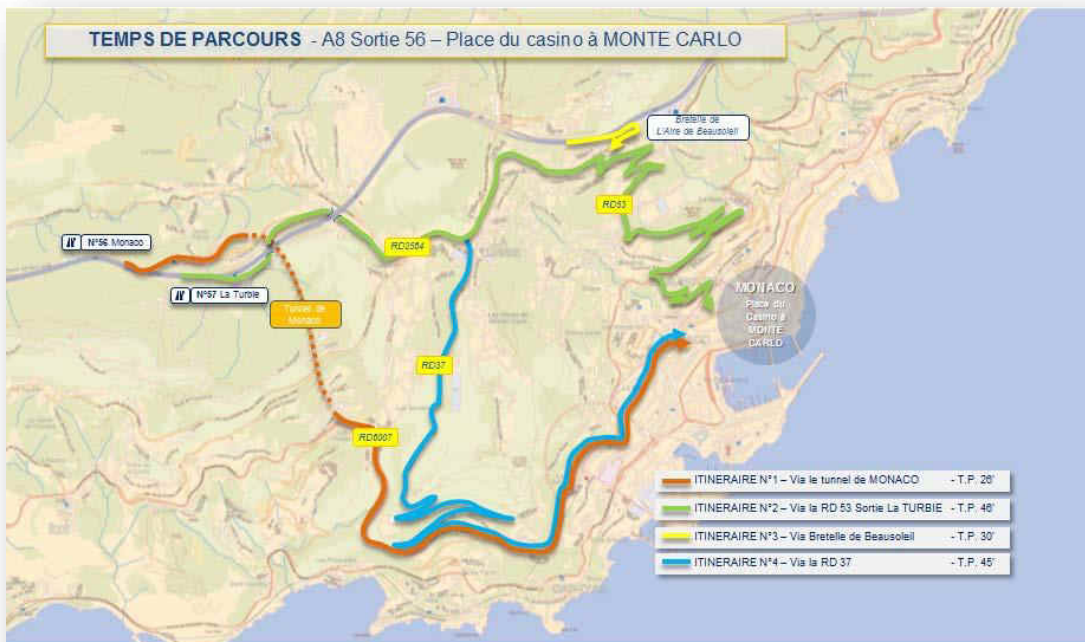 TEMPS DE PARCOURS - A8 Sortie 56 – Place du casino à MONTE CARLO
Bretelle de
L'Aire de Beausoleil
RD53
N°56 Monaco
RD2564
N°57 La Turbie
Tunnel de
Monaco
MONACO
Place du
Casino à
MONTE
CARLO
RD37
RD6007
ITINERAIRE N°1 – Via le tunnel de MONACO - T.P. 26'
ITINERAIRE N°2 – Via la RD 53 Sortie La TURBIE - T.P. 46'
ITINERAIRE N°3 – Via Bretelle de Beausoleil - T.P. 30'
ITINERAIRE N°4 – Via la RD 37 - T.P. 45'